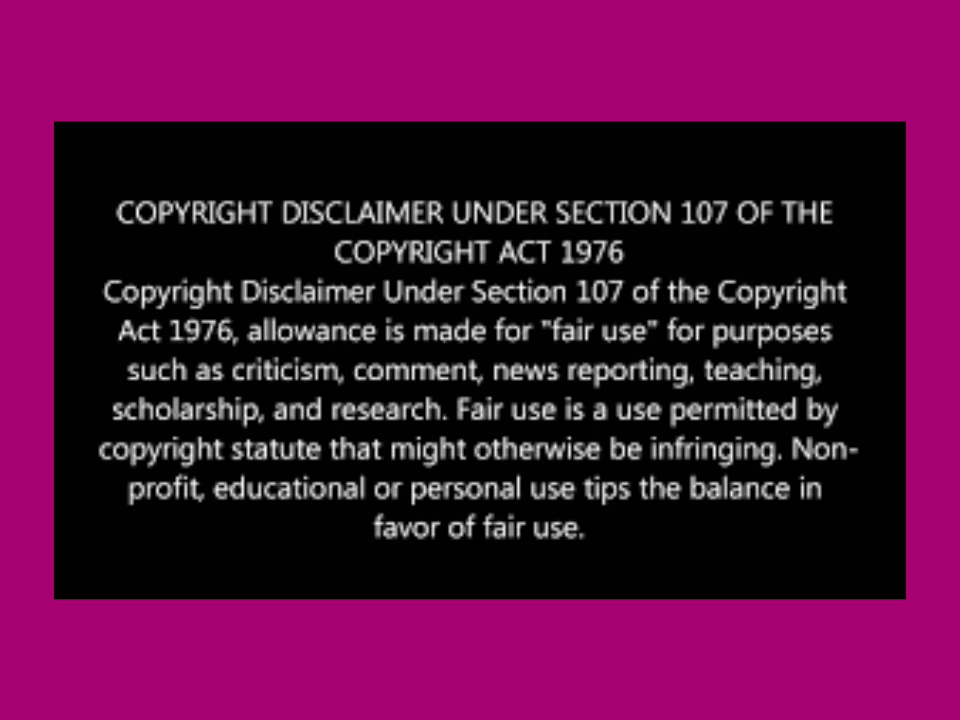 COPYRIGHT DISCLAIMER UNDER SECTION 107 OF THE
COPYRIGHT ACT 1976
Copyright Disclaimer Under Section 107 of the Copyright
Act 1976, allowance is made for "fair use" for purposes
such as criticism, comment, news reporting, teaching,
scholarship, and research. Fair use is a use permitted by
copyright statute that might otherwise be infringing. Non-
profit, educational or personal use tips the balance in
favor of fair use.